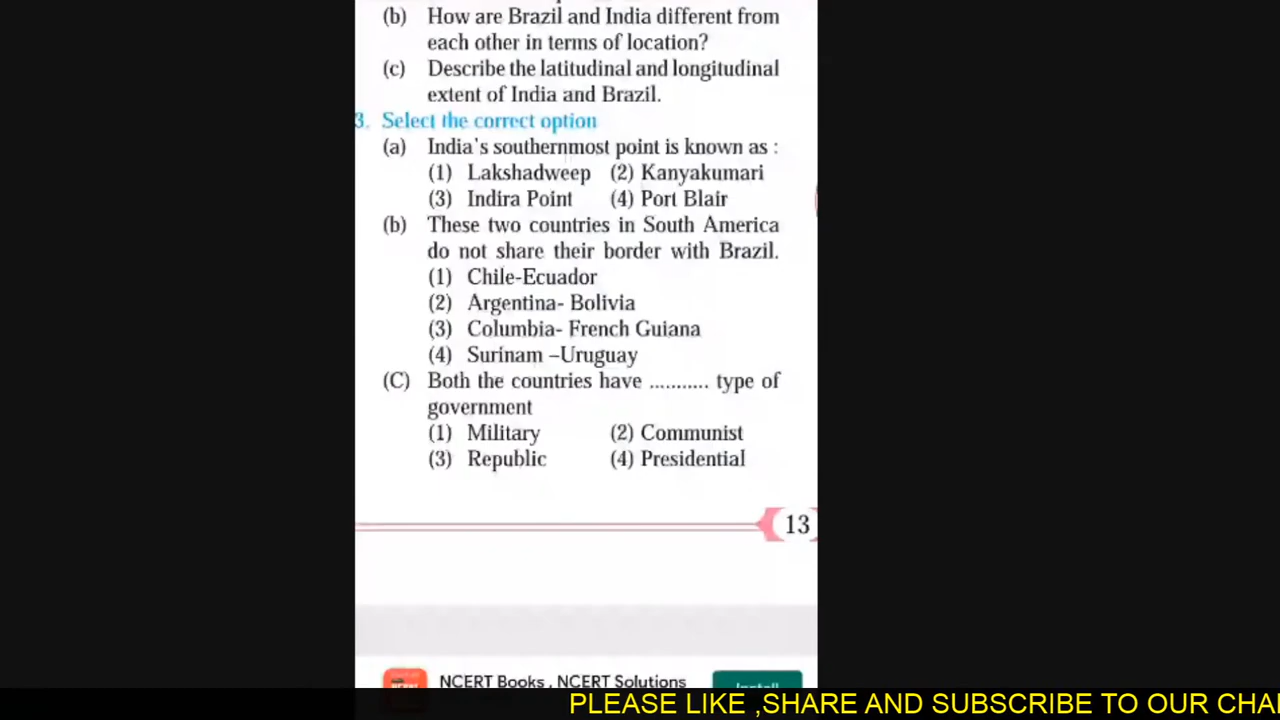 (b) How are Brazil and India different from
each other in terms of location?
(c) Describe the latitudinal and longitudinal
extent of India and Brazil.
3. Select the correct option
(a) India's southernmost point is known as :
(1) Lakshadweep (2) Kanyakumari
(3) Indira Point (4) Port Blair
(b) These two countries in South America
do not share their border with Brazil.
(1) Chile-Ecuador
(2) Argentina- Bolivia
(3) Columbia- French Guiana
(4) Surinam –Uruguay
(C) Both the countries have ........... type of
government
(1) Military (2) Communist
(3) Republic (4) Presidential
13
NCERT Books , NCERT Solutions
Install
PLEASE LIKE ,SHARE AND SUBSCRIBE TO OUR CHA